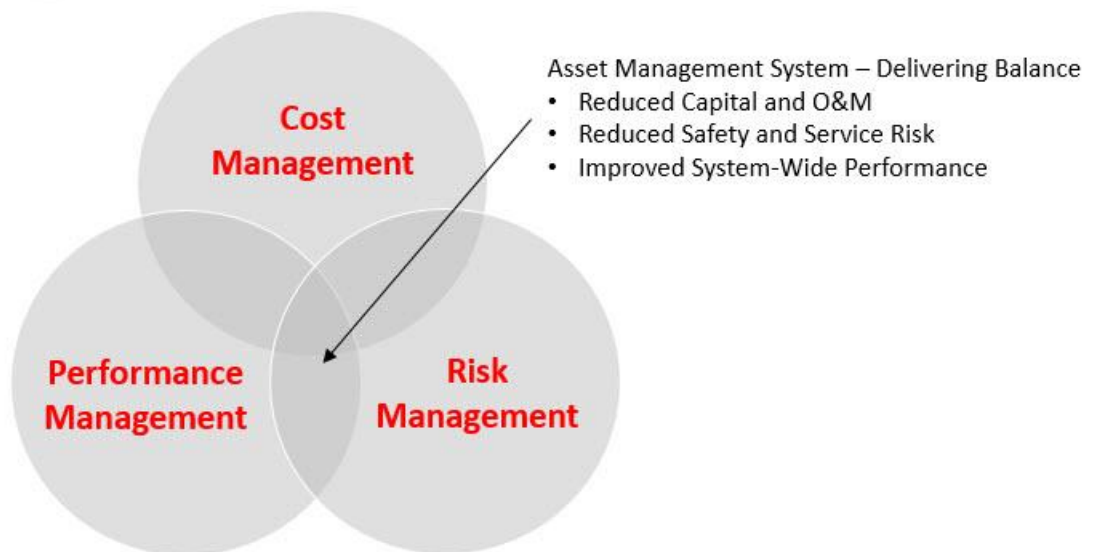 Cost
Management
Asset Management System – Delivering Balance
• Reduced Capital and O&M
• Reduced Safety and Service Risk
• Improved System-Wide Performance
Performance
Management
Risk
Management